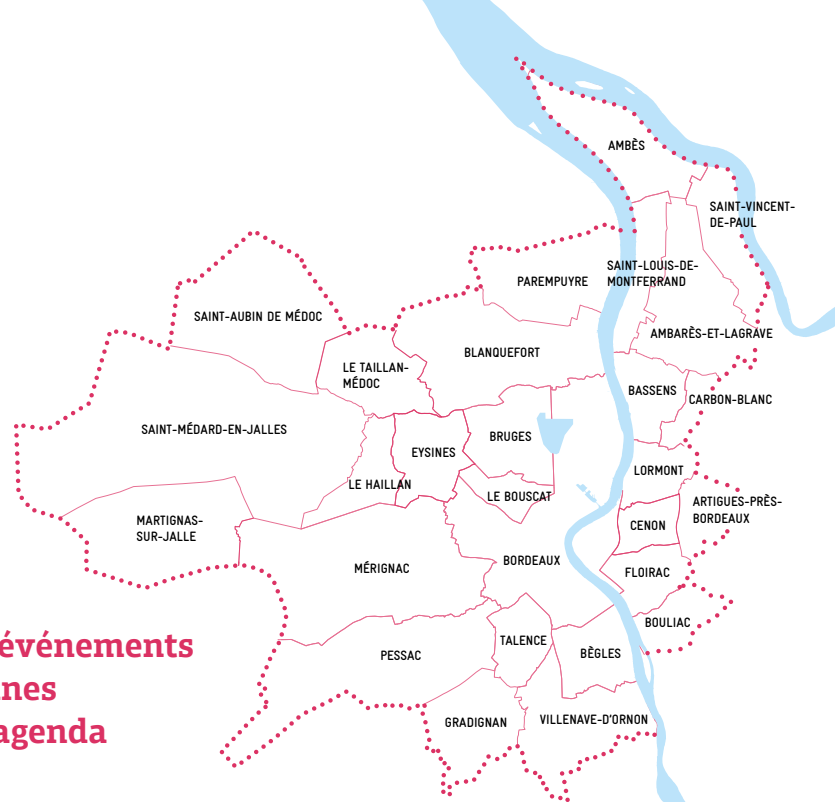 AMBÈS
SAINT-VINCENT-
DE-PAUL
SAINT-LOUIS-DE-
MONTFERRAND
PAREMPUYRE
SAINT-AUBIN DE MÉDOC
AMBARÈS-ET-LAGRAVE
BLANQUEFORT
LE TAILLAN-
MÉDOC
BASSENS
CARBON-BLANC
SAINT-MÉDARD-EN-JALLES
BRUGES
EYSINES
LORMONT
LE HAILLAN
LE BOUSCAT
ARTIGUES-PRÈS-
BORDEAUX
MARTIGNAS-
SUR-JALLE
CENON
BORDEAUX
MÉRIGNAC
FLOIRAC
BOULIAC
TALENCE
PESSAC
BÈGLES
GRADIGNAN
VILLENAVE-D'ORNON
événements
nes
agenda